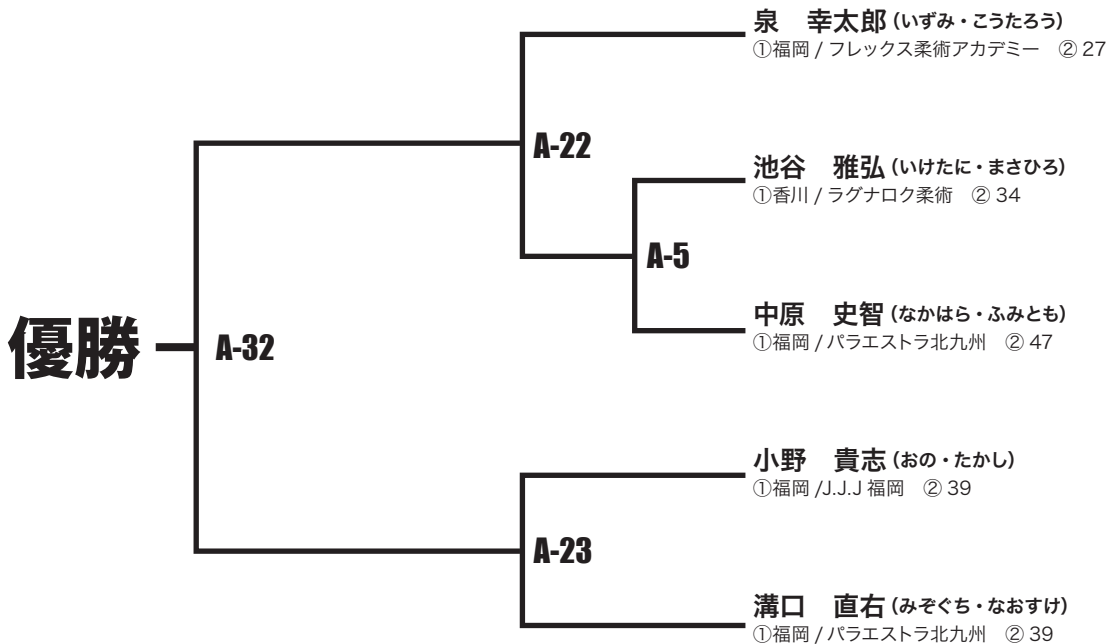 泉　幸太郎（いずみ・こうたろう）
①福岡 / フレックス柔術アカデミー　② 27
A-22
池谷　雅弘（いけたに・まさひろ）
①香川 / ラグナロク柔術　② 34
A-5
中原　史智（なかはら・ふみとも）
①福岡 / パラエストラ北九州　② 47
優勝
A-32
小野　貴志（おの・たかし）
①福岡 /J.J.J 福岡　② 39
A-23
溝口　直右（みぞぐち・なおすけ）
①福岡 / パラエストラ北九州　② 39